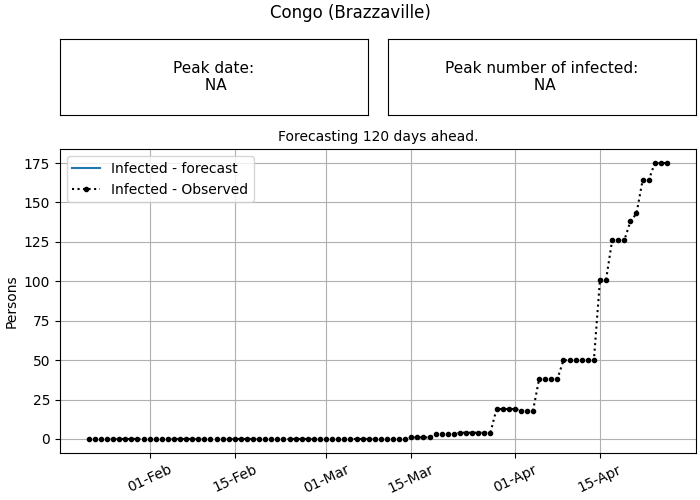 Congo (Brazzaville)
Peak date:
NA
Peak number of infected:
NA
Forecasting 120 days ahead.
Infected - forecast
Infected - Observed
Persons
175
150
125
100
75
50
25
0
01-Feb
15-Feb
01-Mar
15-Mar
01-Apr
15-Apr